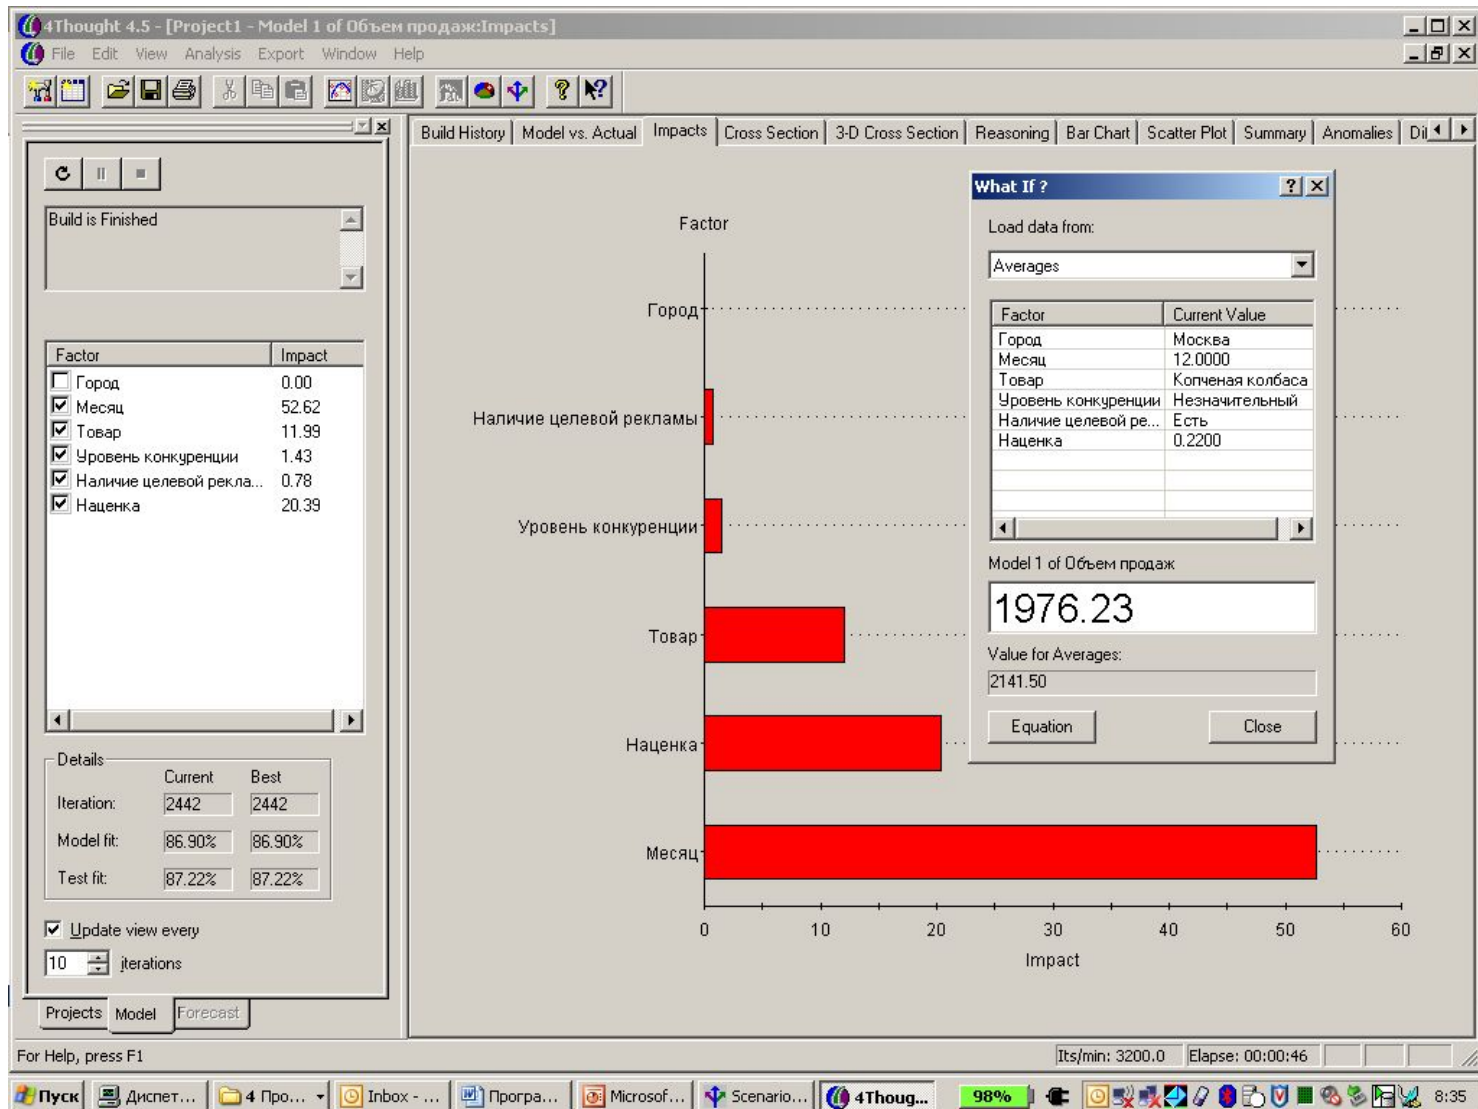 4Thought 4.5 - [Project1 - Model 1 of Объем продаж:Impacts]
File Edit View Analysis Export Window Help
Build History Model vs. Actual Impacts Cross Section 3-D Cross Section Reasoning Bar Chart Scatter Plot Summary Anomalies
Build is Finished
Factor Impact
Город 0.00
Месяц 52.62
Товар 11.99
Уровень конкуренции 1.43
Наличие целевой рекла... 0.78
Наценка 20.39
Details
Current Best
Iteration: 2442 2442
Model fit: 86.90% 86.90%
Test fit: 87.22% 87.22%
Update view every
10 iterations
Projects Model Forecast
Factor
Город
Наличие целевой рекламы
Уровень конкуренции
Товар
Наценка
Месяц
0 10 20 30 40 50 60
Impact
What If ?
Load data from:
Averages
Factor Current Value
Город Москва
Месяц 12.0000
Товар Копченая колбаса
Уровень конкуренции Незначительный
Наличие целевой ре... Есть
Наценка 0.2200
Model 1 of Объем продаж
1976.23
Value for Averages:
2141.50
Equation Close
For Help, press F1
Its/min: 3200.0 Elapse: 00:00:46
Пуск Диспет... 4 Про... Inbox - ... Програ... Microsof... Scenario... 4Thoug... 98% 8:35